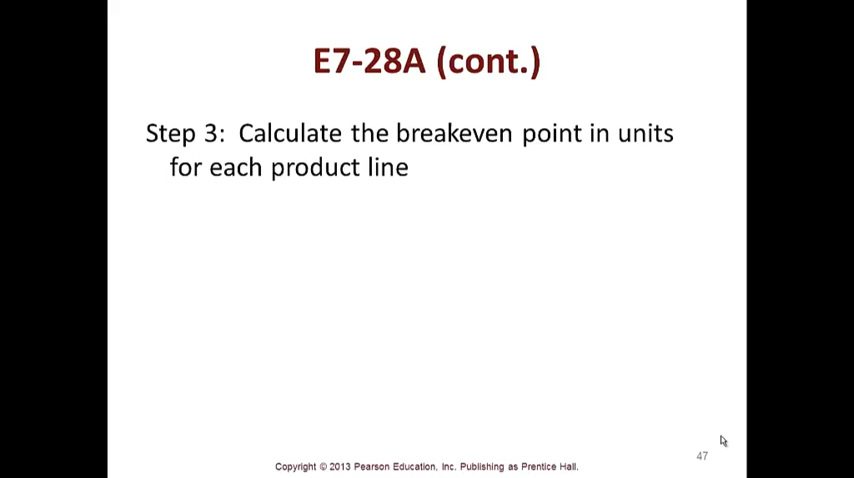 E7-28A (cont.)
Step 3: Calculate the breakeven point in units
for each product line
47
Copyright © 2013 Pearson Education, Inc. Publishing as Prentice Hall.